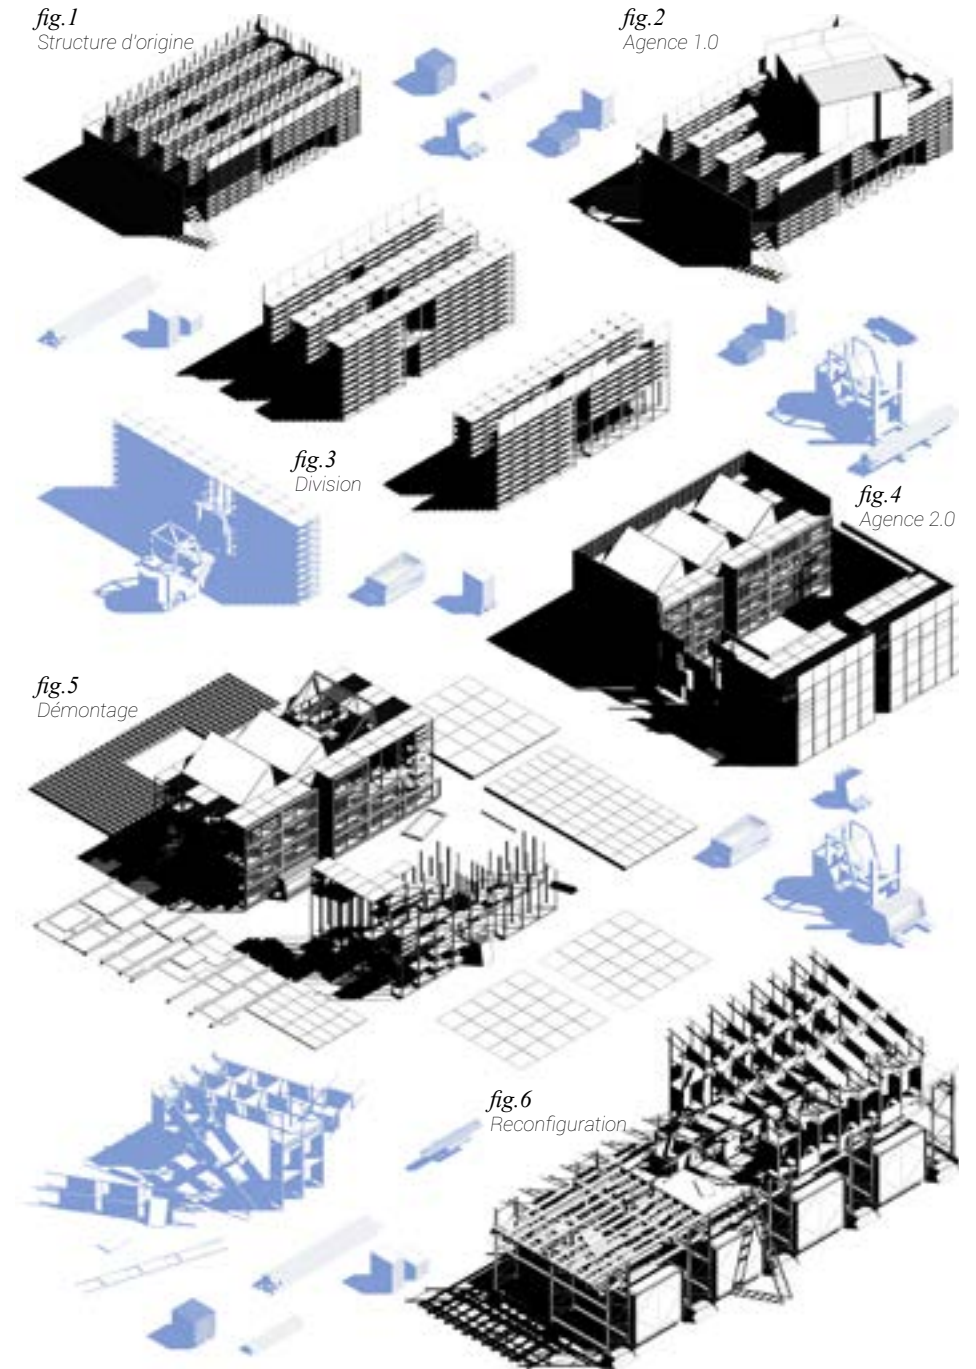 fig.1
Structure d'origine
fig.2
Agence 1.0
fig.3
Division
fig.4
Agence 2.0
fig.5
Démontage
fig.6
Reconfiguration